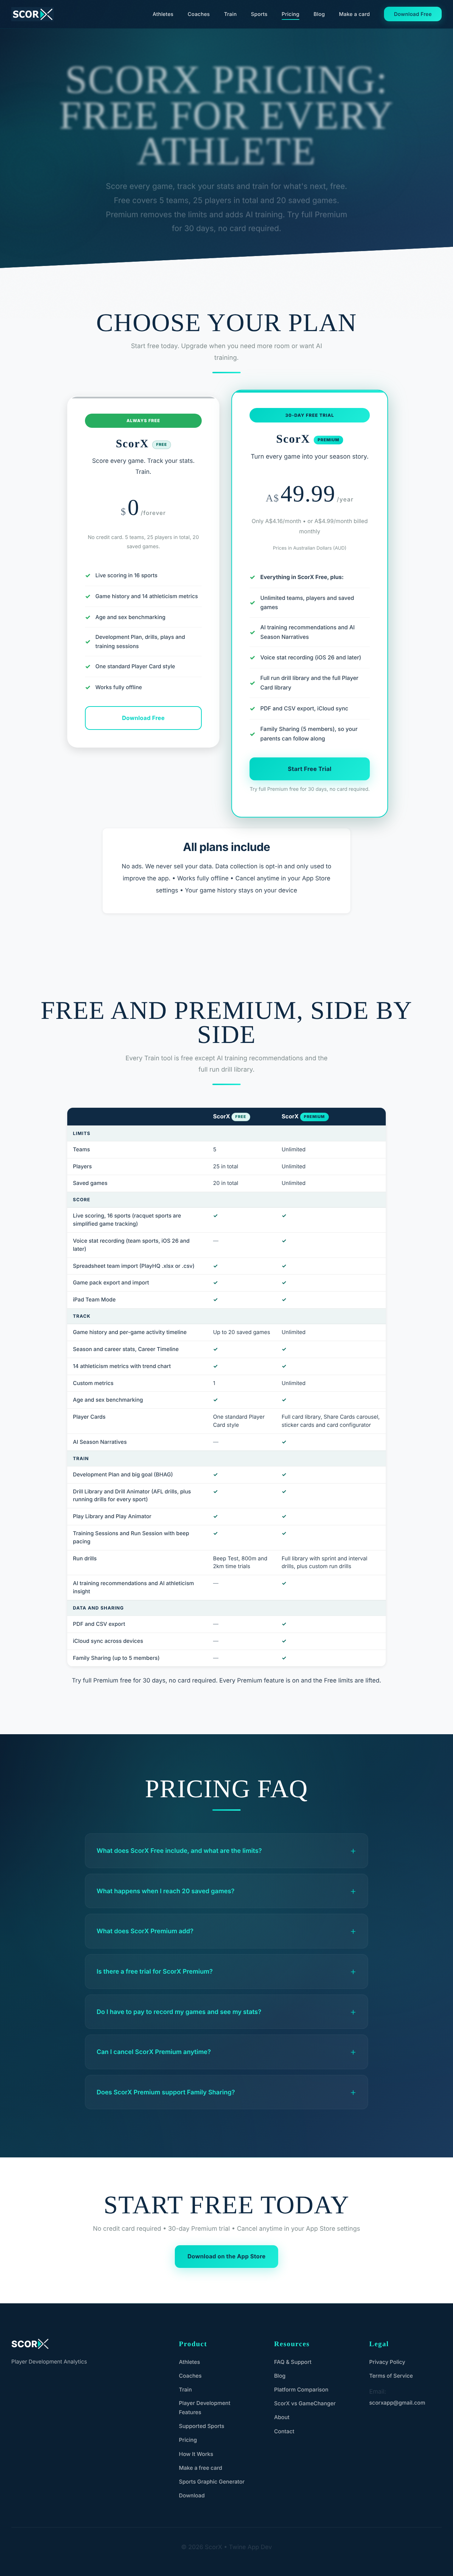 SCORX
Athletes
Coaches
Train
Sports
Pricing
Blog
Make a card
Download Free
SCORX PRICING:
FREE FOR EVERY
ATHLETE
Score every game, track your stats and train for what's next, free.
Free covers 5 teams, 25 players in total and 20 saved games.
Premium removes the limits and adds AI training. Try full Premium
for 30 days, no card required.
CHOOSE YOUR PLAN
Start free today. Upgrade when you need more room or want AI
training.
ALWAYS FREE
ScorX FREE
Score every game. Track your stats.
Train.
$0/forever
No credit card. 5 teams, 25 players in total, 20
saved games.
✓ Live scoring in 16 sports
✓ Game history and 14 athleticism metrics
✓ Age and sex benchmarking
✓ Development Plan, drills, plays and
training sessions
✓ One standard Player Card style
✓ Works fully offline
Download Free
30-DAY FREE TRIAL
ScorX PREMIUM
Turn every game into your season story.
A$49.99/year
Only A$4.16/month • or A$4.99/month billed
monthly
Prices in Australian Dollars (AUD)
✓ Everything in ScorX Free, plus:
✓ Unlimited teams, players and saved
games
✓ AI training recommendations and AI
Season Narratives
✓ Voice stat recording (iOS 26 and later)
✓ Full run drill library and the full Player
Card library
✓ PDF and CSV export, iCloud sync
✓ Family Sharing (5 members), so your
parents can follow along
Start Free Trial
Try full Premium free for 30 days, no card required.
All plans include
No ads. We never sell your data. Data collection is opt-in and only used to
improve the app. • Works fully offline • Cancel anytime in your App Store
settings • Your game history stays on your device
FREE AND PREMIUM, SIDE BY
SIDE
Every Train tool is free except AI training recommendations and the
full run drill library.
ScorX FREE ScorX PREMIUM
LIMITS
Teams 5 Unlimited
Players 25 in total Unlimited
Saved games 20 in total Unlimited
SCORE
Live scoring, 16 sports (racquet sports are
simplified game tracking) ✓ ✓
Voice stat recording (team sports, iOS 26 and
later) — ✓
Spreadsheet team import (PlayHQ .xlsx or .csv) ✓ ✓
Game pack export and import ✓ ✓
iPad Team Mode ✓ ✓
TRACK
Game history and per-game activity timeline Up to 20 saved games Unlimited
Season and career stats, Career Timeline ✓ ✓
14 athleticism metrics with trend chart ✓ ✓
Custom metrics 1 Unlimited
Age and sex benchmarking ✓ ✓
Player Cards One standard Player Full card library, Share Cards carousel,
Card style sticker cards and card configurator
AI Season Narratives — ✓
TRAIN
Development Plan and big goal (BHAG) ✓ ✓
Drill Library and Drill Animator (AFL drills, plus
running drills for every sport) ✓ ✓
Play Library and Play Animator ✓ ✓
Training Sessions and Run Session with beep
pacing ✓ ✓
Run drills Beep Test, 800m and Full library with sprint and interval
2km time trials drills, plus custom run drills
AI training recommendations and AI athleticism
insight — ✓
DATA AND SHARING
PDF and CSV export — ✓
iCloud sync across devices — ✓
Family Sharing (up to 5 members) — ✓
Try full Premium free for 30 days, no card required. Every Premium feature is on and the Free limits are lifted.
PRICING FAQ
What does ScorX Free include, and what are the limits? +
What happens when I reach 20 saved games? +
What does ScorX Premium add? +
Is there a free trial for ScorX Premium? +
Do I have to pay to record my games and see my stats? +
Can I cancel ScorX Premium anytime? +
Does ScorX Premium support Family Sharing? +
START FREE TODAY
No credit card required • 30-day Premium trial • Cancel anytime in your App Store settings
Download on the App Store
SCORX
Player Development Analytics
Product
Athletes
Coaches
Train
Player Development
Features
Supported Sports
Pricing
How It Works
Make a free card
Sports Graphic Generator
Download
Resources
FAQ & Support
Blog
Platform Comparison
ScorX vs GameChanger
About
Contact
Legal
Privacy Policy
Terms of Service
Email:
scorxapp@gmail.com